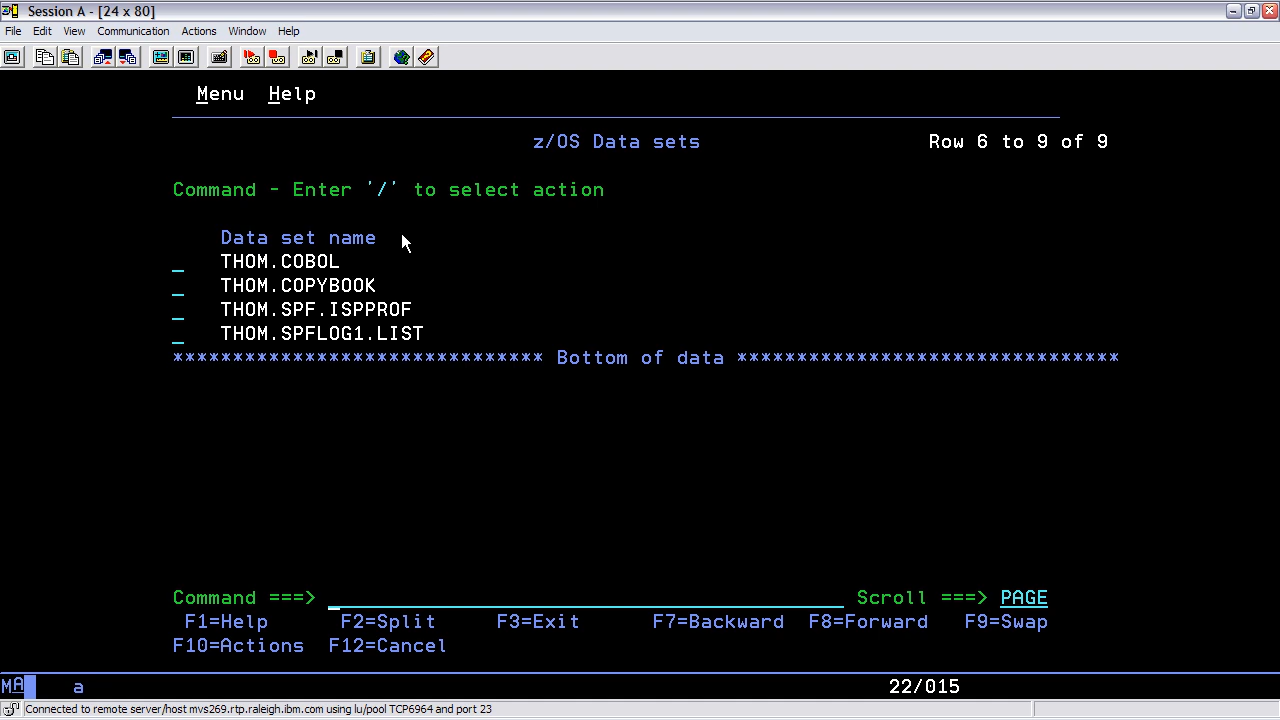 Session A - [24 x 80]
File Edit View Communication Actions Window Help
Menu Help
z/OS Data sets Row 6 to 9 of 9
Command - Enter '/' to select action
Data set name
_ THOM.COBOL
_ THOM.COPYBOOK
_ THOM.SPF.ISPPROF
_ THOM.SPFLOG1.LIST
******************************* Bottom of data ********************************
Command ===> Scroll ===> PAGE
F1=Help F2=Split F3=Exit F7=Backward F8=Forward F9=Swap
F10=Actions F12=Cancel
MA a 22/015
Connected to remote server/host mvs269.rtp.raleigh.ibm.com using lu/pool TCP6964 and port 23